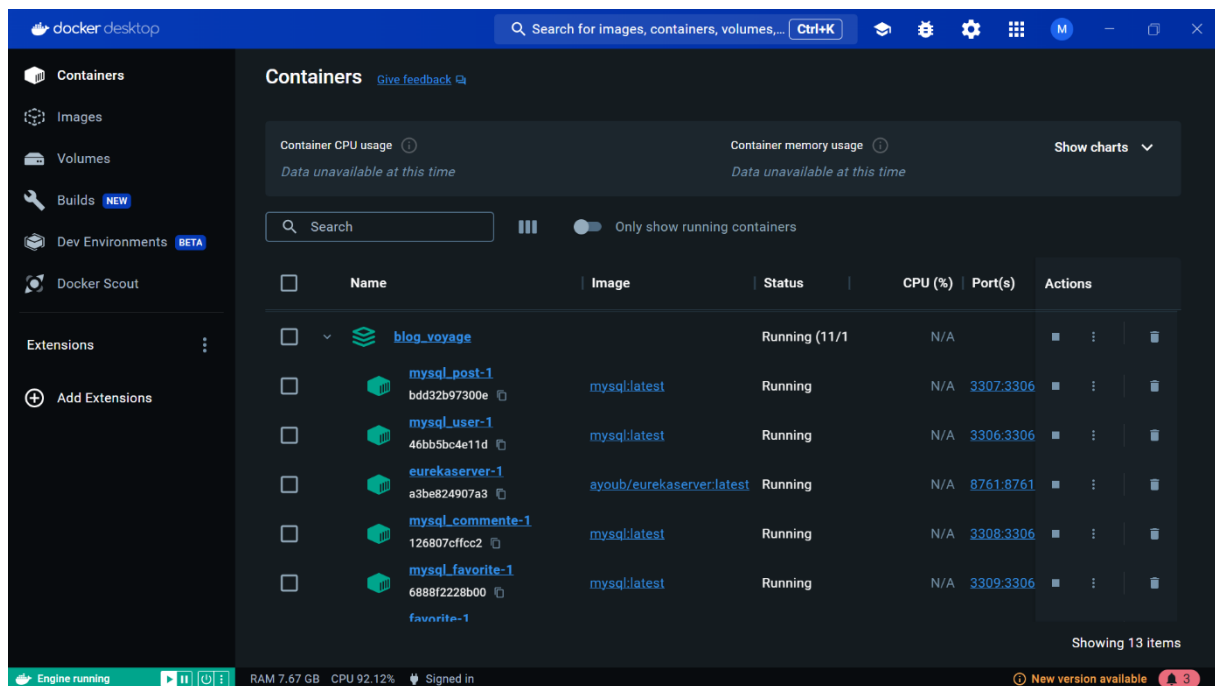 docker desktop
Search for images, containers, volumes,... Ctrl+K
M
Containers
Images
Volumes
Builds NEW
Dev Environments BETA
Docker Scout
Extensions
Add Extensions
Containers Give feedback
Container CPU usage
Data unavailable at this time
Container memory usage
Data unavailable at this time
Show charts
Search
Only show running containers
Name Image Status CPU (%) Port(s) Actions
blog_voyage Running (11/1 N/A
mysql_post-1
bdd32b97300e
mysql:latest Running N/A 3307:3306
mysql_user-1
46bb5bc4e11d
mysql:latest Running N/A 3306:3306
eurekaserver-1
a3be824907a3
ayoub/eurekaserver:latest Running N/A 8761:8761
mysql_commente-1
126807cffcc2
mysql:latest Running N/A 3308:3306
mysql_favorite-1
6888f2228b00
mysql:latest Running N/A 3309:3306
favorite-1
Showing 13 items
Engine running
RAM 7.67 GB CPU 92.12% Signed in
New version available 3